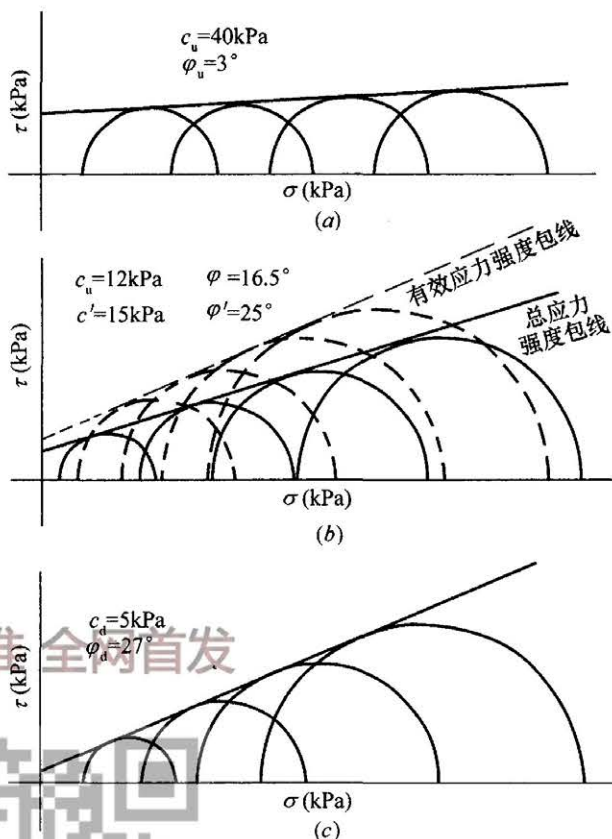 c_u=40kPa
φ_u=3°
τ(kPa)
σ(kPa)
(a)
c_u=12kPa φ=16.5°
c'=15kPa φ'=25°
有效应力强度包线
总应力
强度包线
τ(kPa)
σ(kPa)
(b)
c_d=5kPa
φ_d=27°
全网首发
τ(kPa)
σ(kPa)
(c)